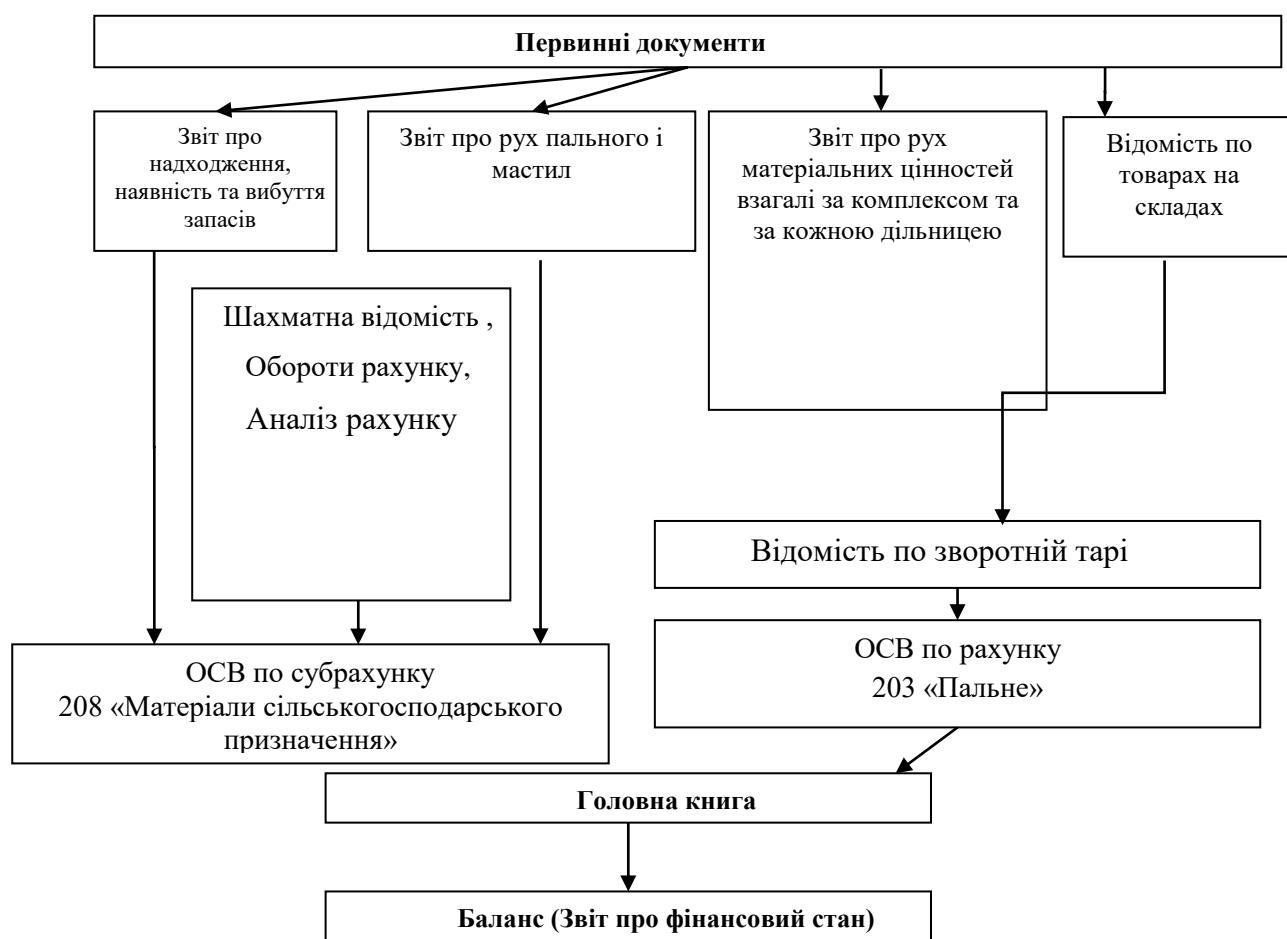 Первинні документи
Звіт про
надходження,
наявність та вибуття
запасів
Звіт про рух пального і
мастил
Звіт про рух
матеріальних цінностей
взагалі за комплексом та
за кожною дільницею
Відомість по
товарах на
складах
Шахматна відомість ,
Обороти рахунку,
Аналіз рахунку
Відомість по зворотній тарі
ОСВ по субрахунку
208 «Матеріали сільськогосподарського
призначення»
ОСВ по рахунку
203 «Пальне»
Головна книга
Баланс (Звіт про фінансовий стан)